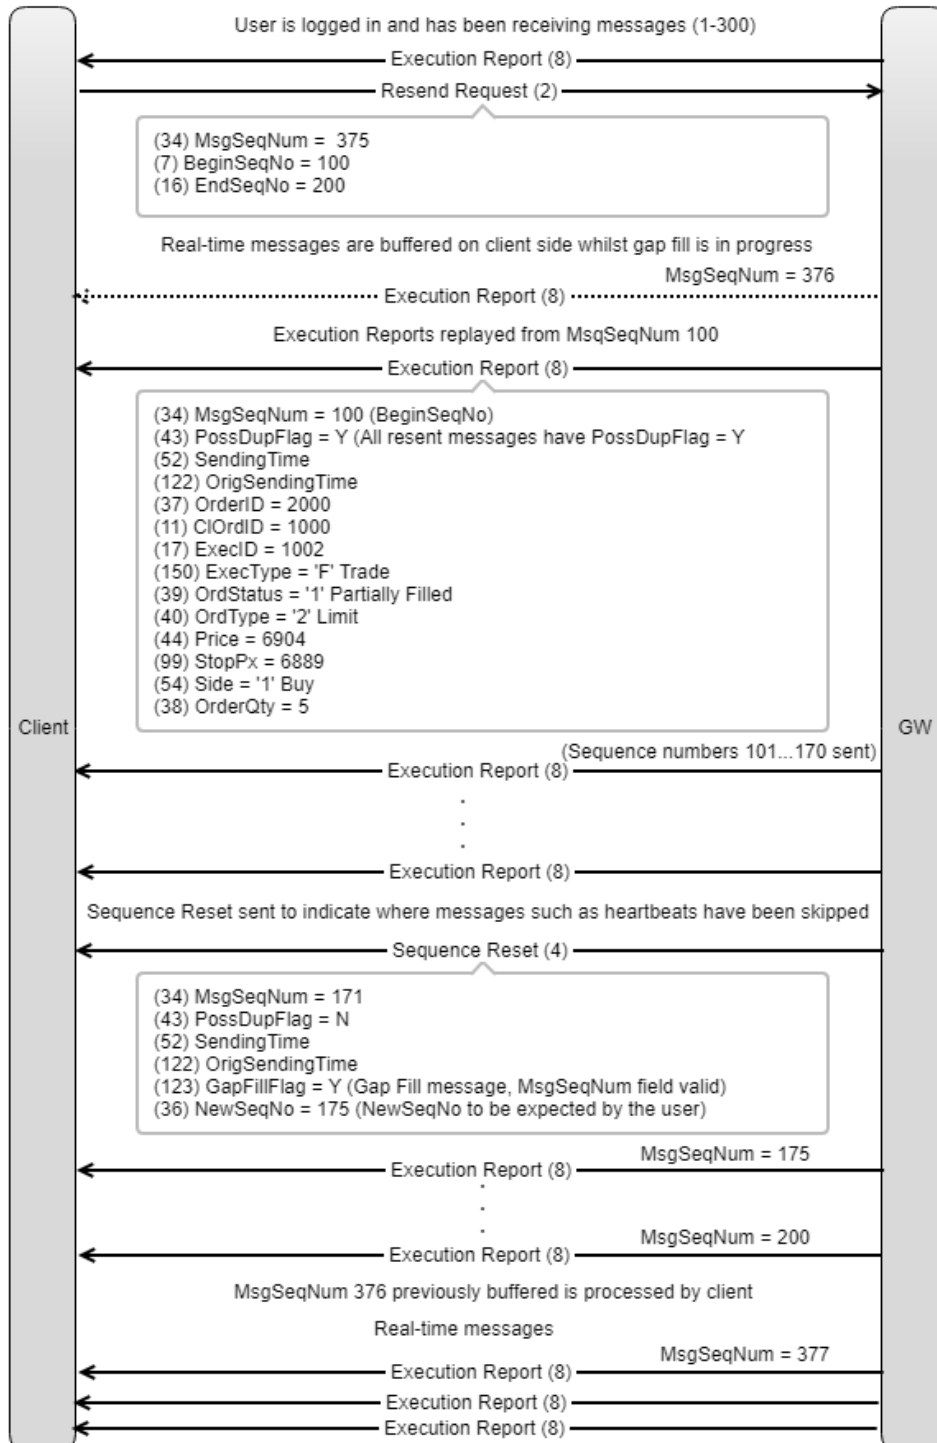 User is logged in and has been receiving messages (1-300)
Execution Report (8)
Resend Request (2)
(34) MsgSeqNum = 375
(7) BeginSeqNo = 100
(16) EndSeqNo = 200
Real-time messages are buffered on client side whilst gap fill is in progress
MsgSeqNum = 376
Execution Report (8)
Execution Reports replayed from MsqSeqNum 100
Execution Report (8)
(34) MsgSeqNum = 100 (BeginSeqNo)
(43) PossDupFlag = Y (All resent messages have PossDupFlag = Y
(52) SendingTime
(122) OrigSendingTime
(37) OrderID = 2000
(11) ClOrdID = 1000
(17) ExecID = 1002
(150) ExecType = 'F' Trade
(39) OrdStatus = '1' Partially Filled
(40) OrdType = '2' Limit
(44) Price = 6904
(99) StopPx = 6889
(54) Side = '1' Buy
(38) OrderQty = 5
Client
GW
(Sequence numbers 101...170 sent)
Execution Report (8)
.
.
.
Execution Report (8)
Sequence Reset sent to indicate where messages such as heartbeats have been skipped
Sequence Reset (4)
(34) MsgSeqNum = 171
(43) PossDupFlag = N
(52) SendingTime
(122) OrigSendingTime
(123) GapFillFlag = Y (Gap Fill message, MsgSeqNum field valid)
(36) NewSeqNo = 175 (NewSeqNo to be expected by the user)
MsgSeqNum = 175
Execution Report (8)
.
.
.
MsgSeqNum = 200
Execution Report (8)
MsgSeqNum 376 previously buffered is processed by client
Real-time messages
MsgSeqNum = 377
Execution Report (8)
Execution Report (8)
Execution Report (8)